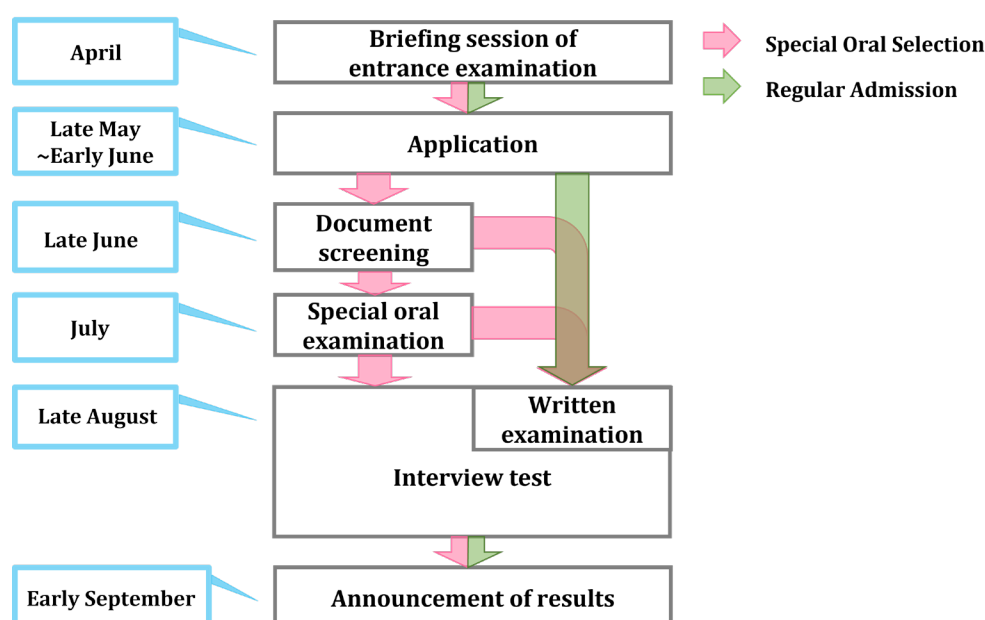 April
Briefing session of
entrance examination
Special Oral Selection
Regular Admission
Late May
~Early June
Application
Late June
Document
screening
July
Special oral
examination
Late August
Written
examination
Interview test
Early September
Announcement of results